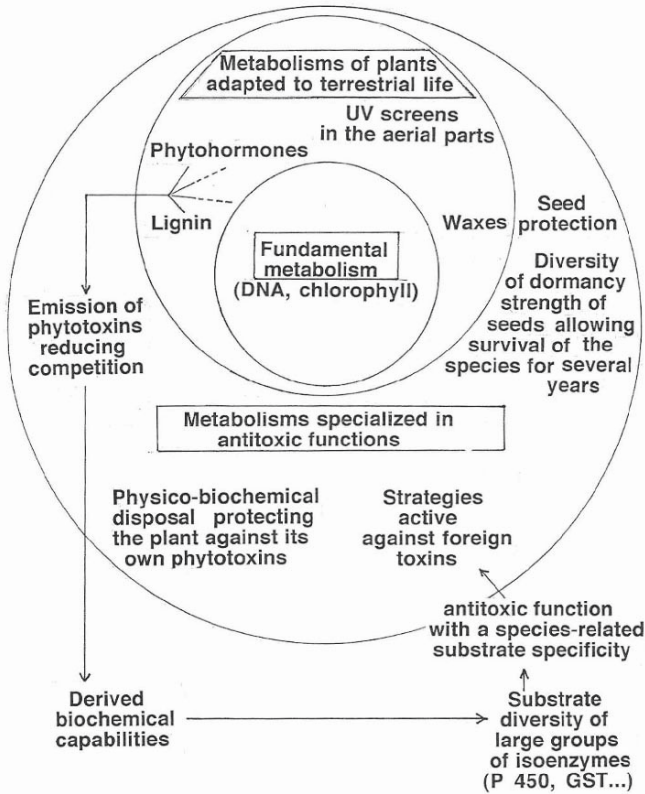 Metabolisms of plants
adapted to terrestrial life
UV screens
in the aerial parts
Phytohormones
Lignin
Waxes
Seed
protection
Fundamental
metabolism
(DNA, chlorophyll)
Diversity
of dormancy
strength of
seeds allowing
survival of the
species for several
years
Emission of
phytotoxins
reducing
competition
Metabolisms specialized in
antitoxic functions
Physico-biochemical
disposal protecting
the plant against its
own phytotoxins
Strategies
active
against foreign
toxins
antitoxic function
with a species-related
substrate specificity
Derived
biochemical
capabilities
Substrate
diversity of
large groups
of isoenzymes
(P 450, GST...)